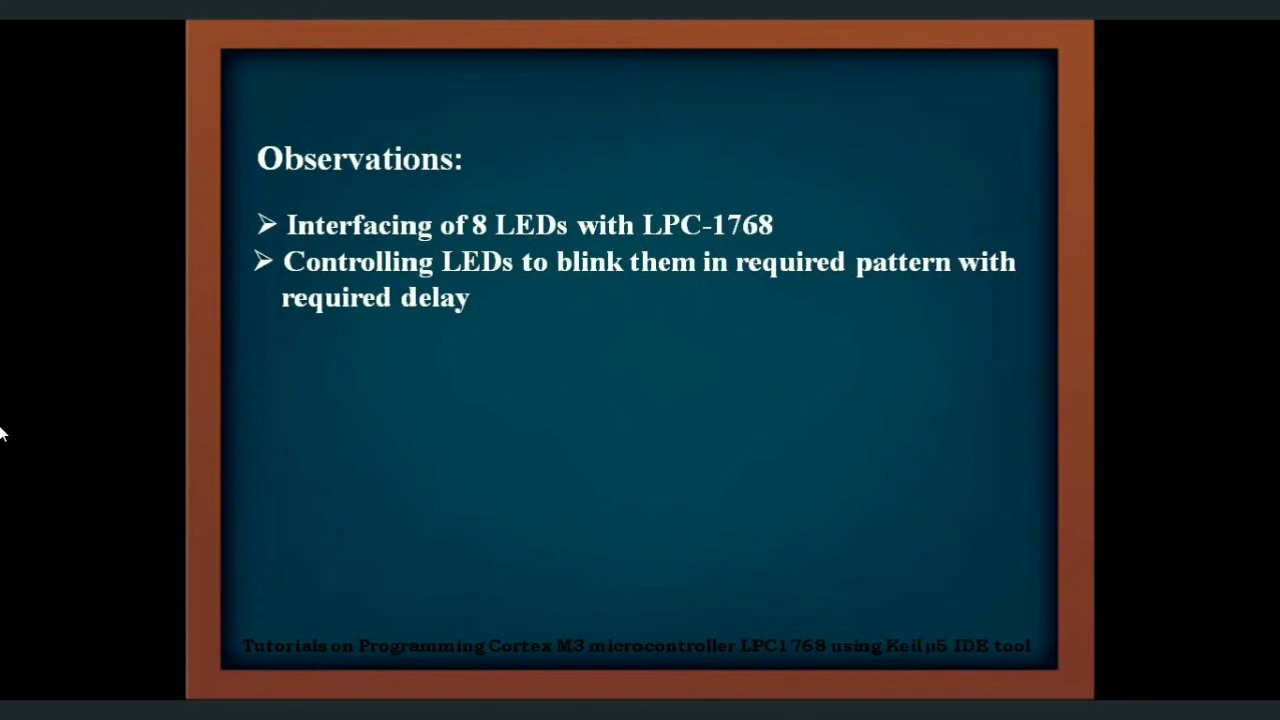 Observations:
➢ Interfacing of 8 LEDs with LPC-1768
➢ Controlling LEDs to blink them in required pattern with
required delay
Tutorials on Programming Cortex M3 microcontroller LPC1768 using Keil µ5 IDE tool